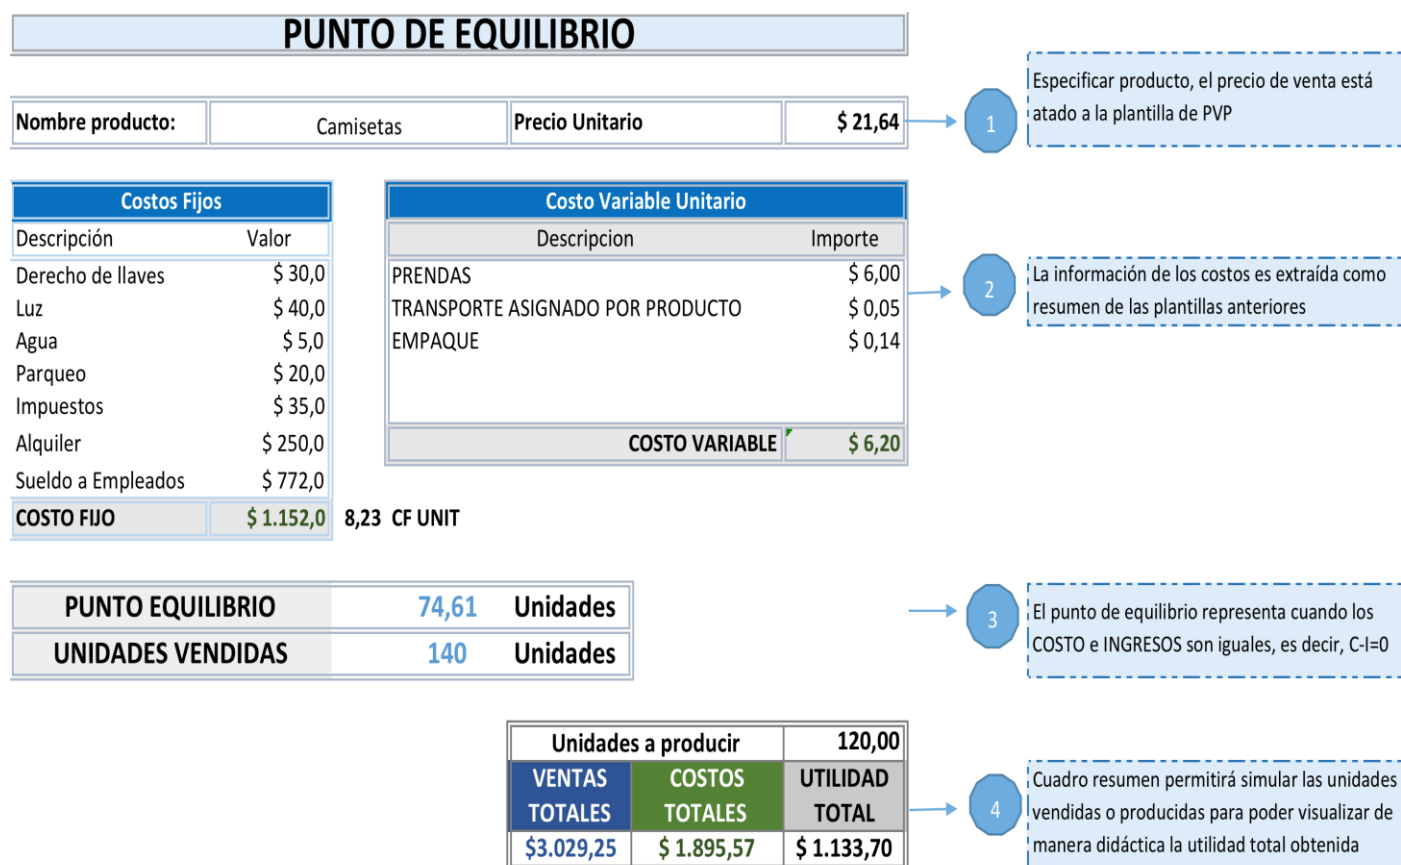 PUNTO DE EQUILIBRIO
Nombre producto: Camisetas Precio Unitario $ 21,64
1
Especificar producto, el precio de venta está
atado a la plantilla de PVP
Costos Fijos
Descripción Valor
Derecho de llaves $ 30,0
Luz $ 40,0
Agua $ 5,0
Parqueo $ 20,0
Impuestos $ 35,0
Alquiler $ 250,0
Sueldo a Empleados $ 772,0
COSTO FIJO $ 1.152,0 8,23 CF UNIT
Costo Variable Unitario
Descripcion Importe
PRENDAS $ 6,00
TRANSPORTE ASIGNADO POR PRODUCTO $ 0,05
EMPAQUE $ 0,14
COSTO VARIABLE $ 6,20
2
La información de los costos es extraída como
resumen de las plantillas anteriores
PUNTO EQUILIBRIO 74,61 Unidades
UNIDADES VENDIDAS 140 Unidades
3
El punto de equilibrio representa cuando los
COSTO e INGRESOS son iguales, es decir, C-I=0
Unidades a producir 120,00
VENTAS COSTOS UTILIDAD
TOTALES TOTALES TOTAL
$3.029,25 $ 1.895,57 $ 1.133,70
4
Cuadro resumen permitirá simular las unidades
vendidas o producidas para poder visualizar de
manera didáctica la utilidad total obtenida